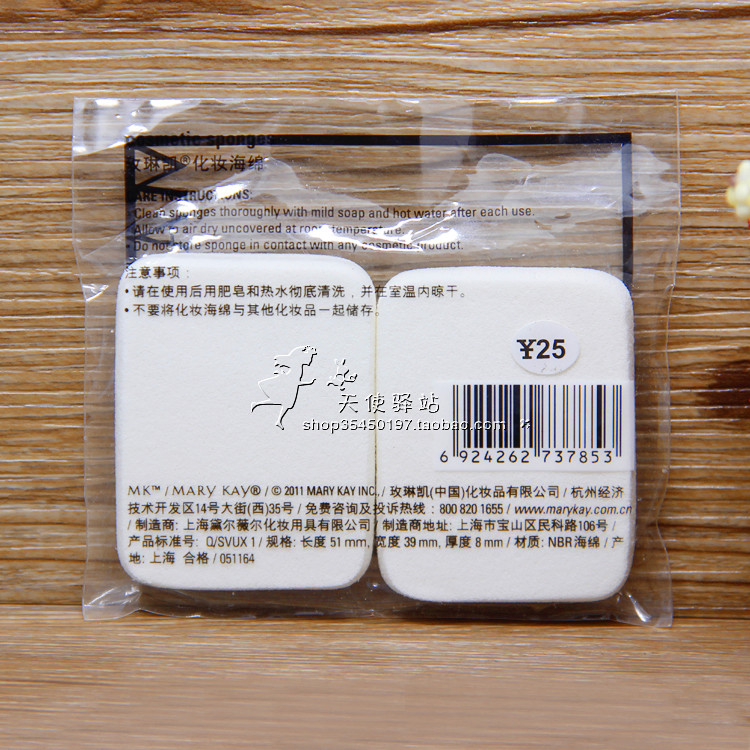 cosmetic sponges
玫琳凯®化妆海绵
CARE INSTRUCTIONS
• Clean sponges thoroughly with mild soap and hot water after each use.
• Allow to air dry uncovered at room temperature.
• Do not store sponge in contact with any cosmetic product.
注意事项：
• 请在使用后用肥皂和热水彻底清洗，并在室温内晾干。
• 不要将化妆海绵与其他化妆品一起储存。
¥25
天使驿站
shop35450197.taobao.com
6 924262 737853
MK™ / MARY KAY® / © 2011 MARY KAY INC. / 玫琳凯(中国)化妆品有限公司 / 杭州经济
技术开发区14号大街(西)35号 / 免费咨询及投诉热线: 800 820 1655 / www.marykay.com.cn
/ 制造商: 上海黛尔薇尔化妆用具有限公司 / 制造商地址: 上海市宝山区民科路106号 /
产品标准号: Q/SVUX 1 / 规格: 长度 51 mm, 宽度 39 mm, 厚度 8 mm / 材质: NBR海绵 / 产
地: 上海 合格 / 051164